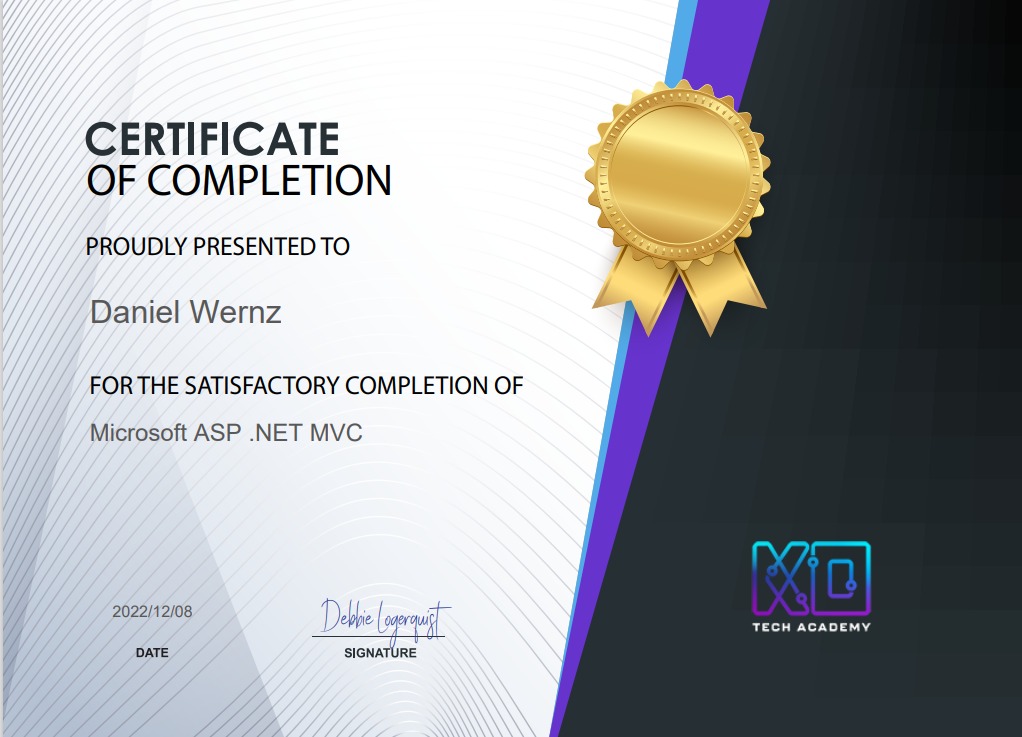 CERTIFICATE
OF COMPLETION
PROUDLY PRESENTED TO
Daniel Wernz
FOR THE SATISFACTORY COMPLETION OF
Microsoft ASP .NET MVC
2022/12/08
DATE
Debbie Logerquist
SIGNATURE
XO
TECH ACADEMY